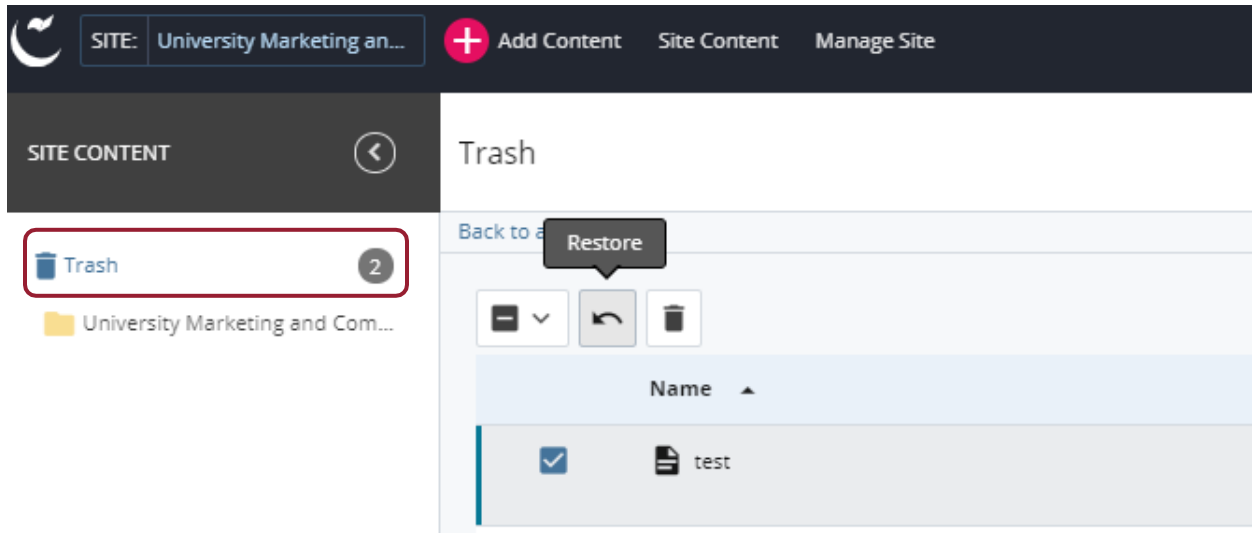 SITE: University Marketing an... Add Content Site Content Manage Site
SITE CONTENT
Trash
Back to a
Restore
Trash 2
University Marketing and Com...
Name
test